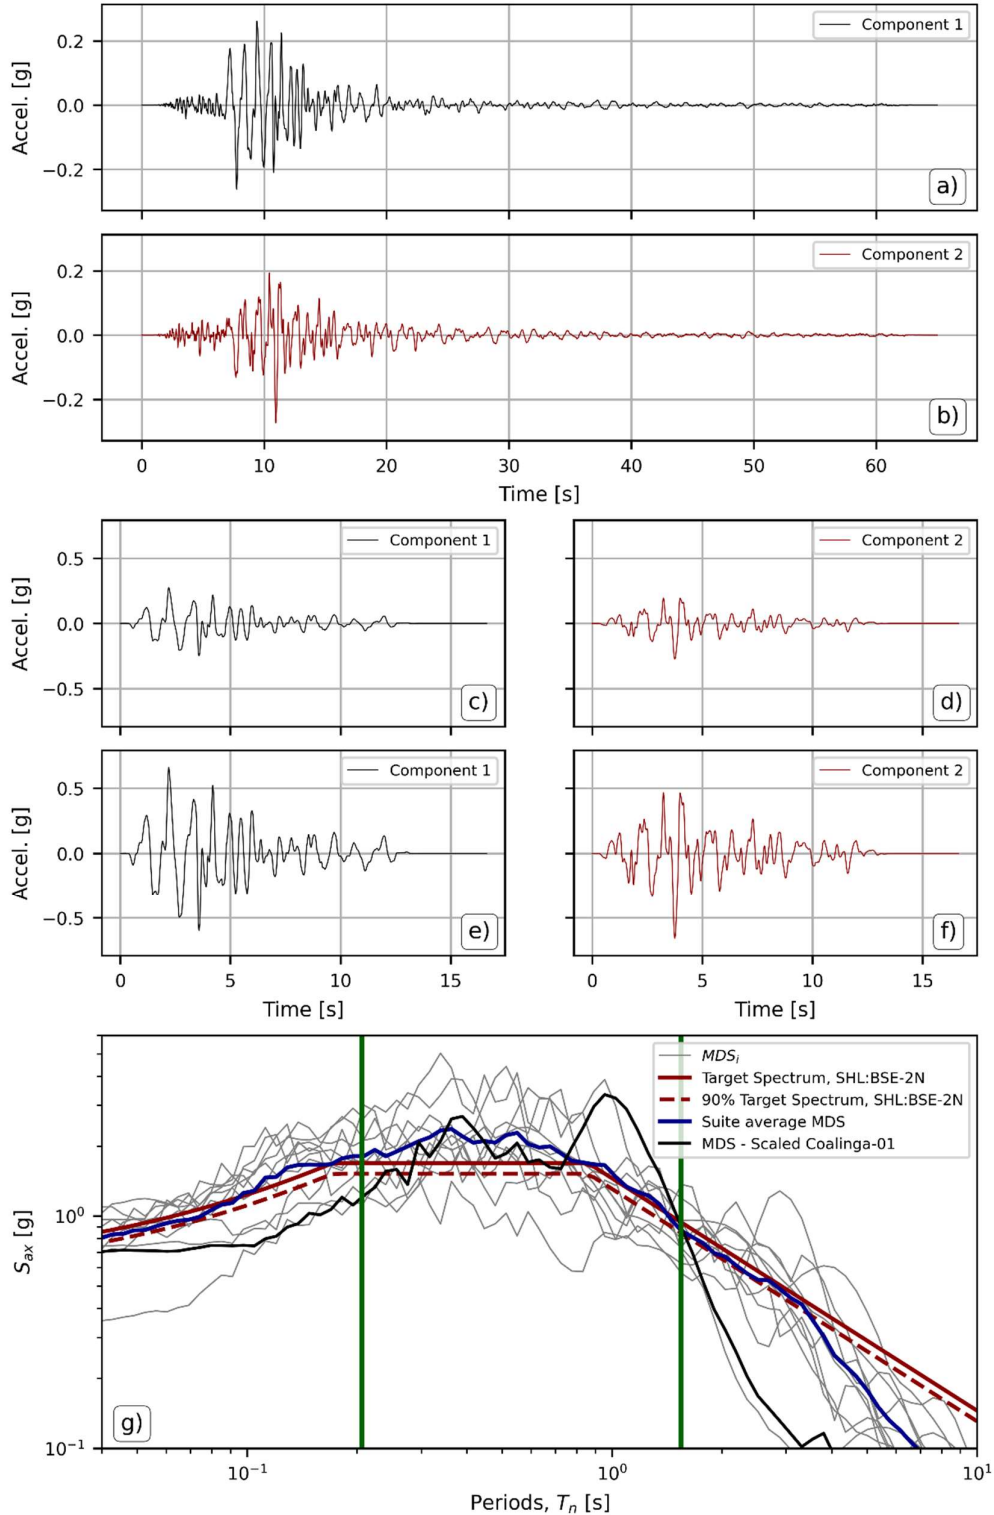 Component 1
Accel. [g]
0.2
0.0
−0.2
a)
Component 2
Accel. [g]
0.2
0.0
−0.2
b)
0 10 20 30 40 50 60
Time [s]
Component 1
Accel. [g]
0.5
0.0
−0.5
c)
Component 2
d)
Component 1
Accel. [g]
0.5
0.0
−0.5
e)
0 5 10 15
Time [s]
Component 2
f)
0 5 10 15
Time [s]
MDS_i
Target Spectrum, SHL:BSE-2N
90% Target Spectrum, SHL:BSE-2N
Suite average MDS
MDS - Scaled Coalinga-01
S_ax [g]
10^0
10^−1
g)
10^−1 10^0 10^1
Periods, T_n [s]